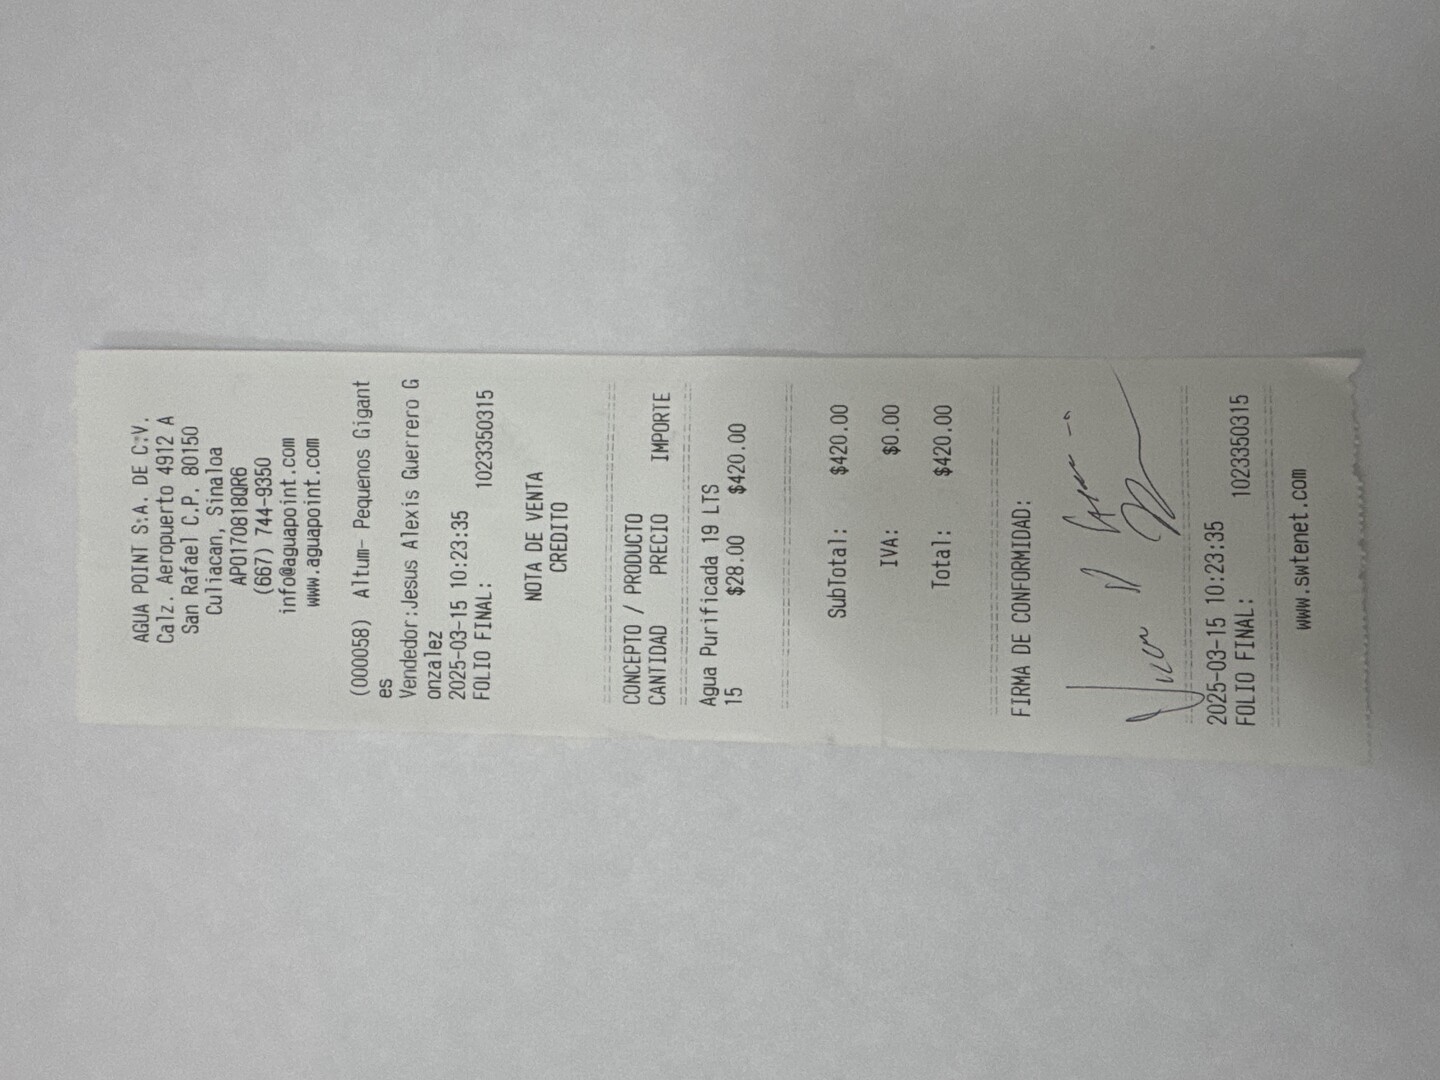 AGUA POINT S.A. DE C.V.
Calz. Aeropuerto 4912 A
San Rafael C.P. 80150
Culiacan, Sinaloa
APO170818QR6
(667) 744-9350
info@aguapoint.com
www.aguapoint.com
(000058) Altum- Pequenos Gigant
es
Vendedor:Jesus Alexis Guerrero G
onzalez
2025-03-15 10:23:35
FOLIO FINAL: 1023350315
NOTA DE VENTA
CREDITO
CONCEPTO / PRODUCTO
CANTIDAD PRECIO IMPORTE
Agua Purificada 19 LTS
15 $28.00 $420.00
SubTotal: $420.00
IVA: $0.00
Total: $420.00
FIRMA DE CONFORMIDAD:
2025-03-15 10:23:35
FOLIO FINAL: 1023350315
www.swtenet.com